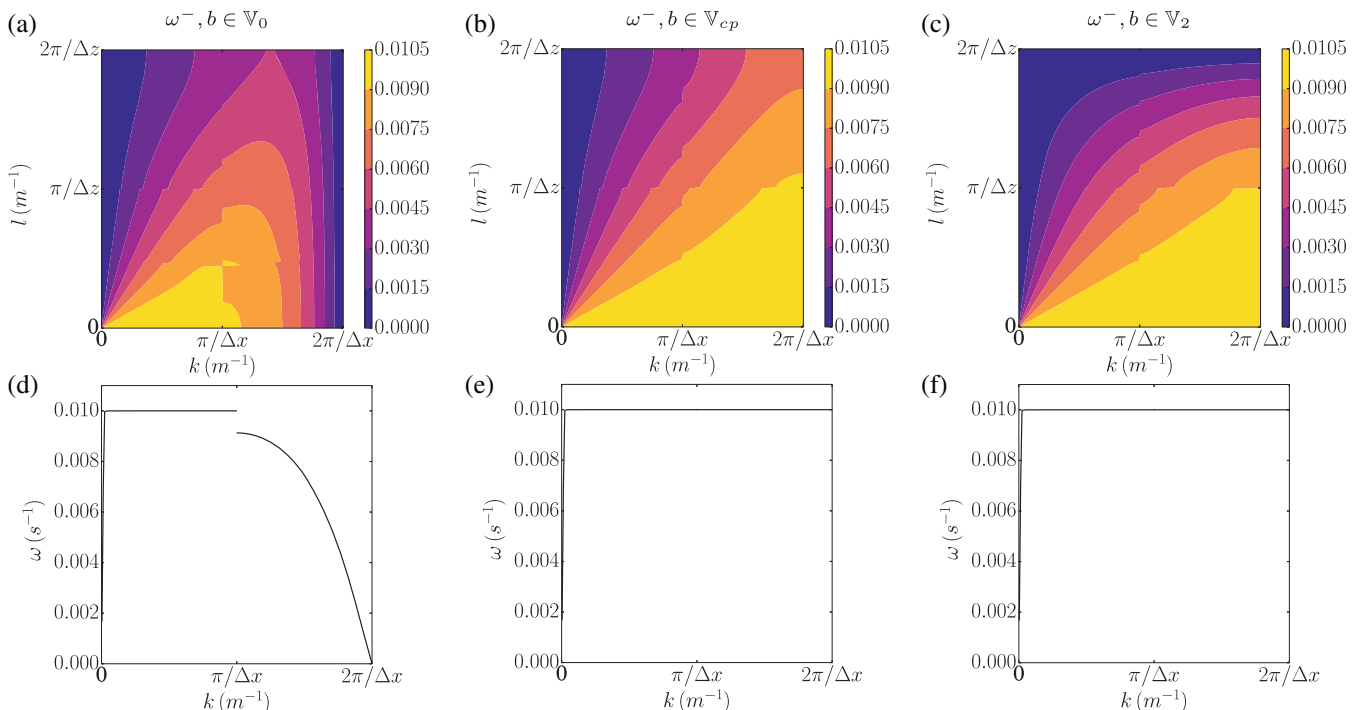 (a)
ω⁻, b ∈ 𝕍₀
2π/Δz
π/Δz
0
l (m⁻¹)
0
π/Δx
2π/Δx
k (m⁻¹)
0.0105
0.0090
0.0075
0.0060
0.0045
0.0030
0.0015
0.0000
(b)
ω⁻, b ∈ 𝕍cp
2π/Δz
π/Δz
0
l (m⁻¹)
0
π/Δx
2π/Δx
k (m⁻¹)
0.0105
0.0090
0.0075
0.0060
0.0045
0.0030
0.0015
0.0000
(c)
ω⁻, b ∈ 𝕍₂
2π/Δz
π/Δz
0
l (m⁻¹)
0
π/Δx
2π/Δx
k (m⁻¹)
0.0105
0.0090
0.0075
0.0060
0.0045
0.0030
0.0015
0.0000
(d)
0.010
0.008
0.006
0.004
0.002
0.000
ω (s⁻¹)
0
π/Δx
2π/Δx
k (m⁻¹)
(e)
0.010
0.008
0.006
0.004
0.002
0.000
ω (s⁻¹)
0
π/Δx
2π/Δx
k (m⁻¹)
(f)
0.010
0.008
0.006
0.004
0.002
0.000
ω (s⁻¹)
0
π/Δx
2π/Δx
k (m⁻¹)